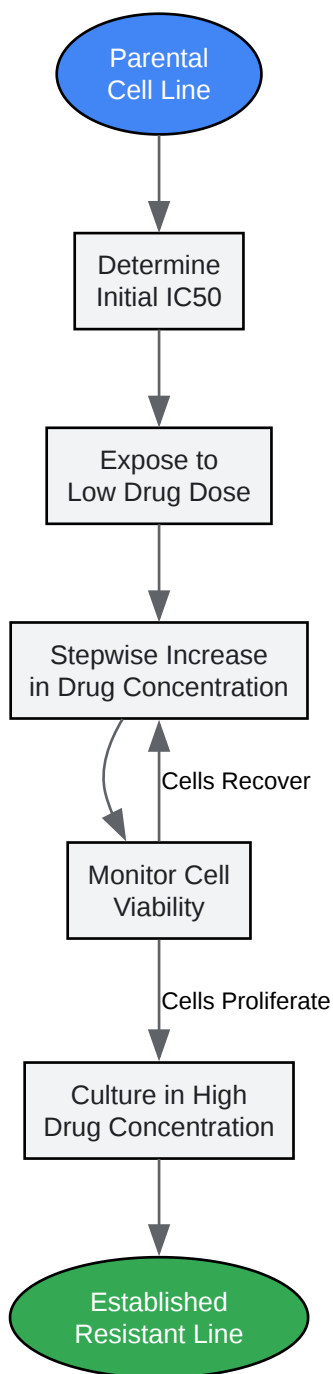 Parental
Cell Line
Determine
Initial IC50
Expose to
Low Drug Dose
Stepwise Increase
in Drug Concentration
Cells Recover
Monitor Cell
Viability
Cells Proliferate
Culture in High
Drug Concentration
Established
Resistant Line